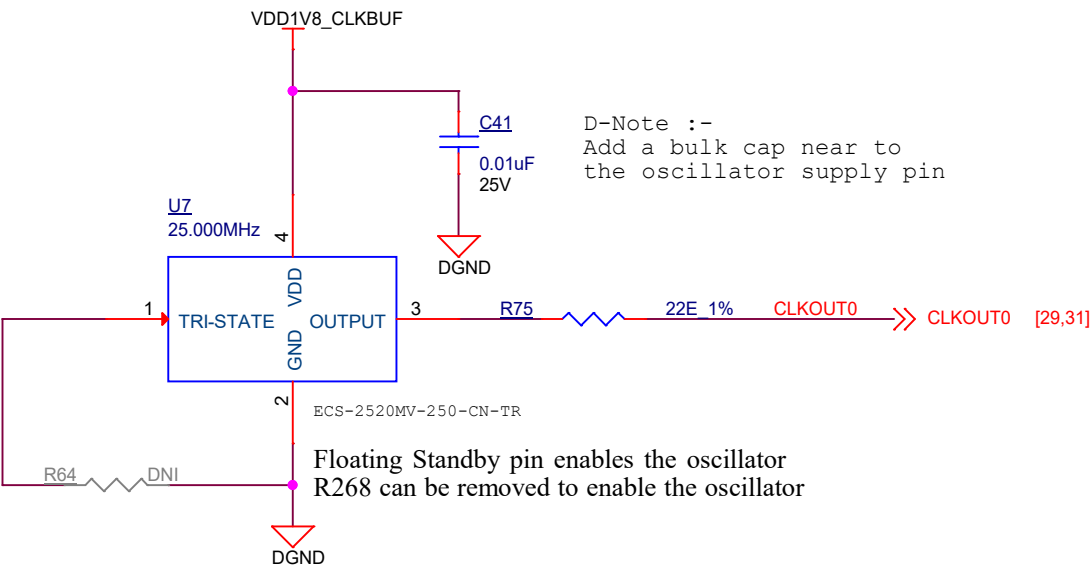 VDD1V8_CLKBUF
C41
0.01uF
25V
D-Note :-
Add a bulk cap near to
the oscillator supply pin
DGND
U7
25.000MHz
4
VDD
1
TRI-STATE
OUTPUT
3
GND
2
R75
22E_1%
CLKOUT0
CLKOUT0 [29,31]
ECS-2520MV-250-CN-TR
Floating Standby pin enables the oscillator
R268 can be removed to enable the oscillator
R64
DNI
DGND